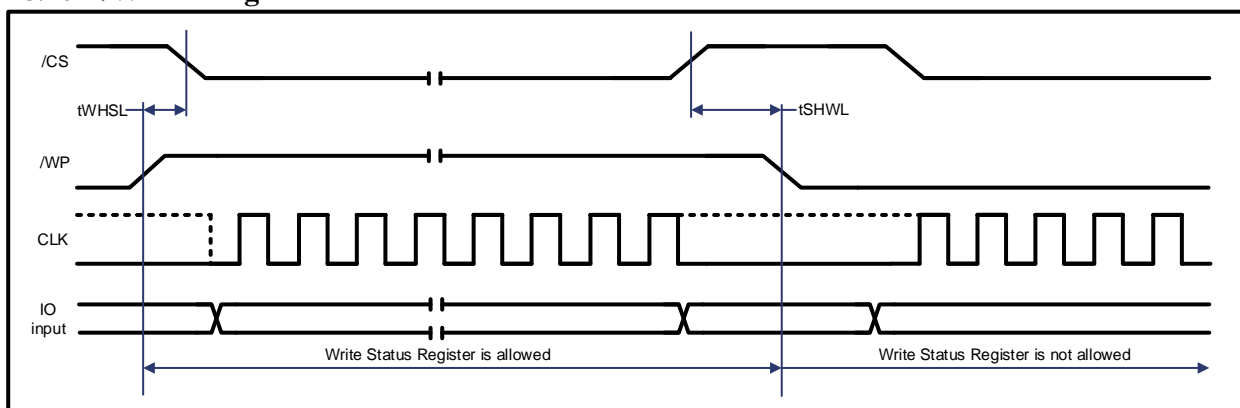 /CS
tWHSL
tSHWL
/WP
CLK
IO
input
Write Status Register is allowed
Write Status Register is not allowed